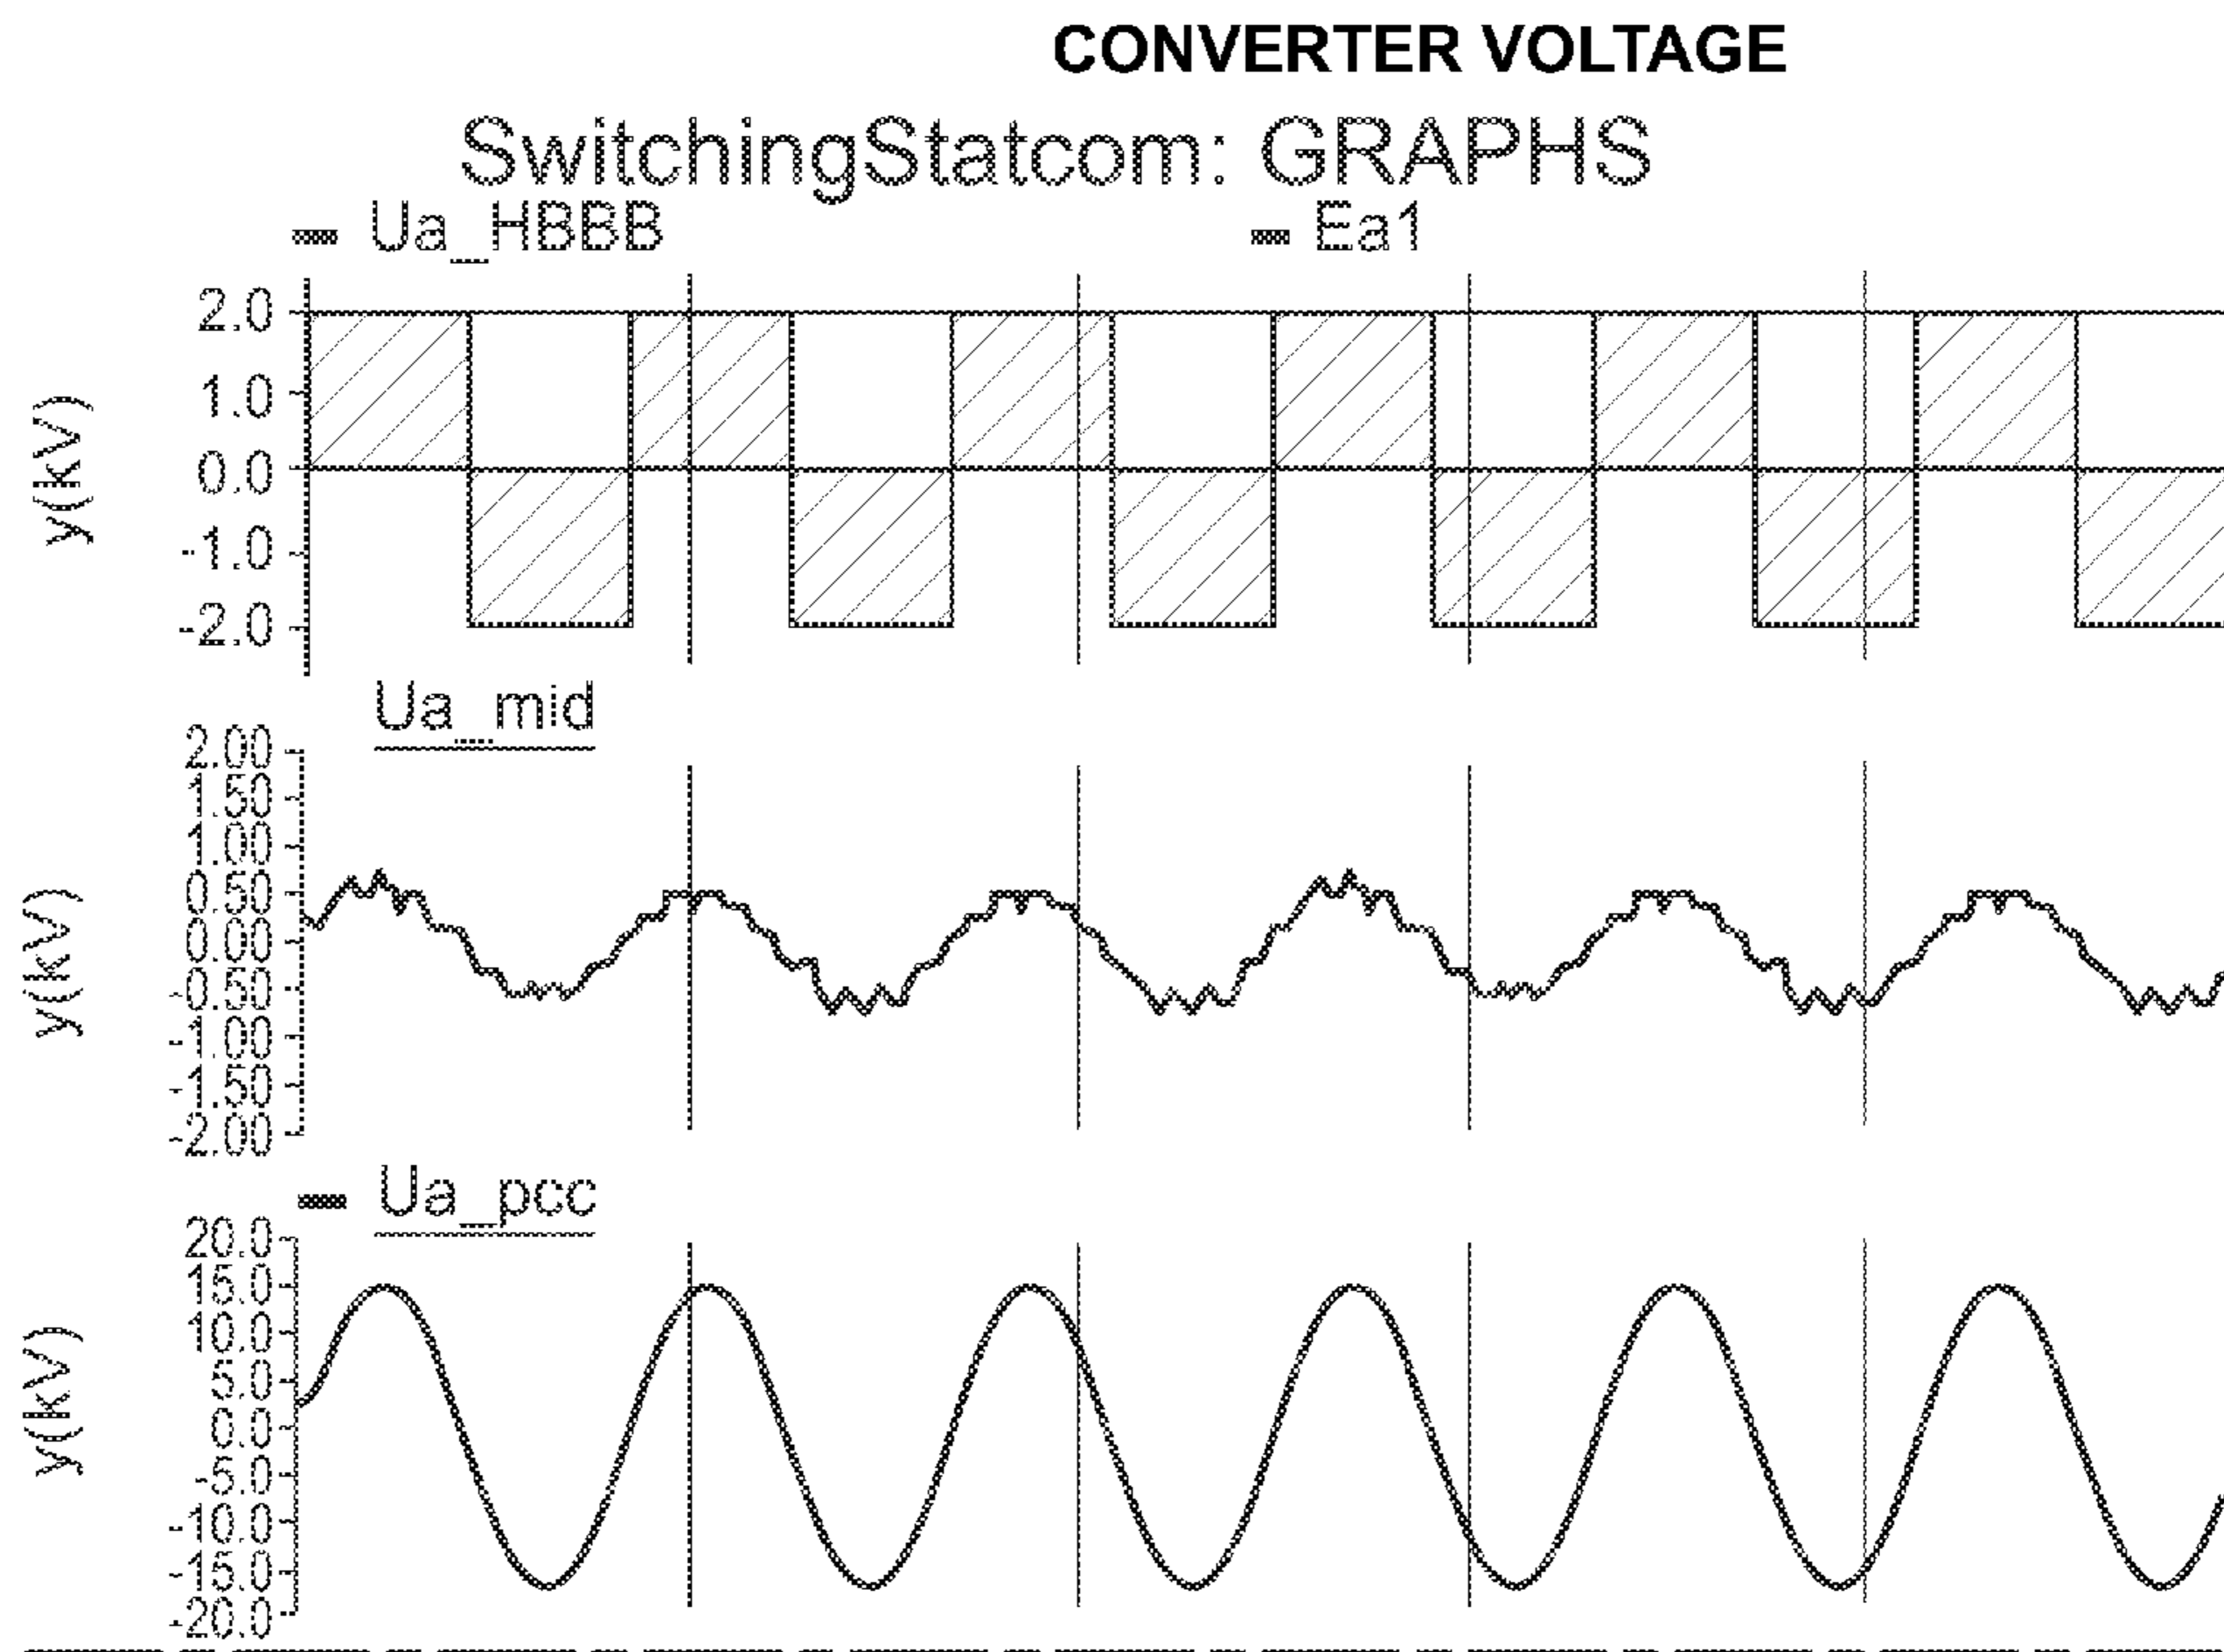 CONVERTER VOLTAGE
SwitchingStatcom: GRAPHS
Ua_HBBB Ea1
y(kV)
2.0
1.0
0.0
-1.0
-2.0
Ua_mid
y(kV)
2.00
1.50
1.00
0.50
0.00
-0.50
-1.00
-1.50
-2.00
Ua_pcc
y(kV)
20.0
15.0
10.0
5.0
0.0
-5.0
-10.0
-15.0
-20.0